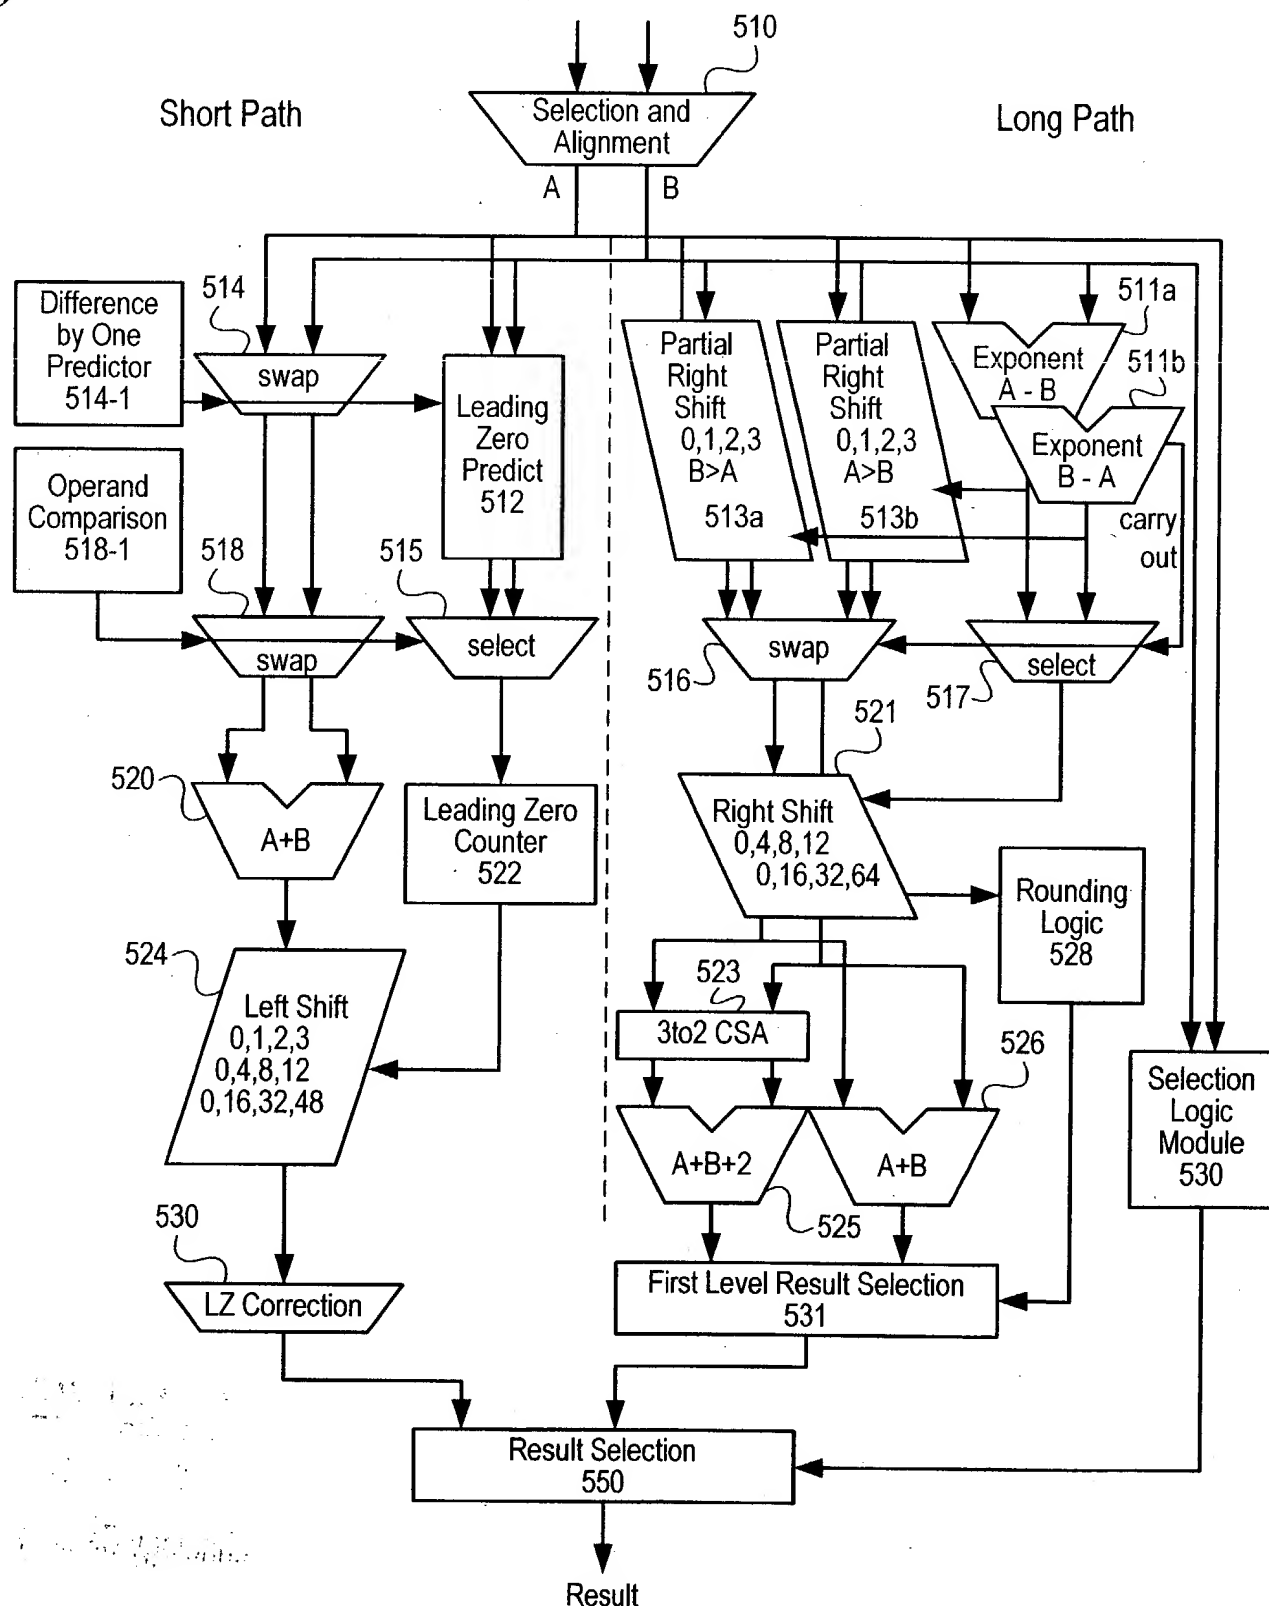 510
Short Path
Selection and
Alignment
Long Path
A
B
Difference
by One
Predictor
514-1
514
swap
Leading
Zero
Predict
512
Partial
Right
Shift
0,1,2,3
B>A
513a
Partial
Right
Shift
0,1,2,3
A>B
513b
511a
Exponent
A - B
511b
Exponent
B - A
carry
out
Operand
Comparison
518-1
518
swap
515
select
swap
516
select
517
521
520
A+B
Leading Zero
Counter
522
Right Shift
0,4,8,12
0,16,32,64
Rounding
Logic
528
524
Left Shift
0,1,2,3
0,4,8,12
0,16,32,48
523
3to2 CSA
526
A+B+2
525
A+B
Selection
Logic
Module
530
530
LZ Correction
First Level Result Selection
531
Result Selection
550
Result